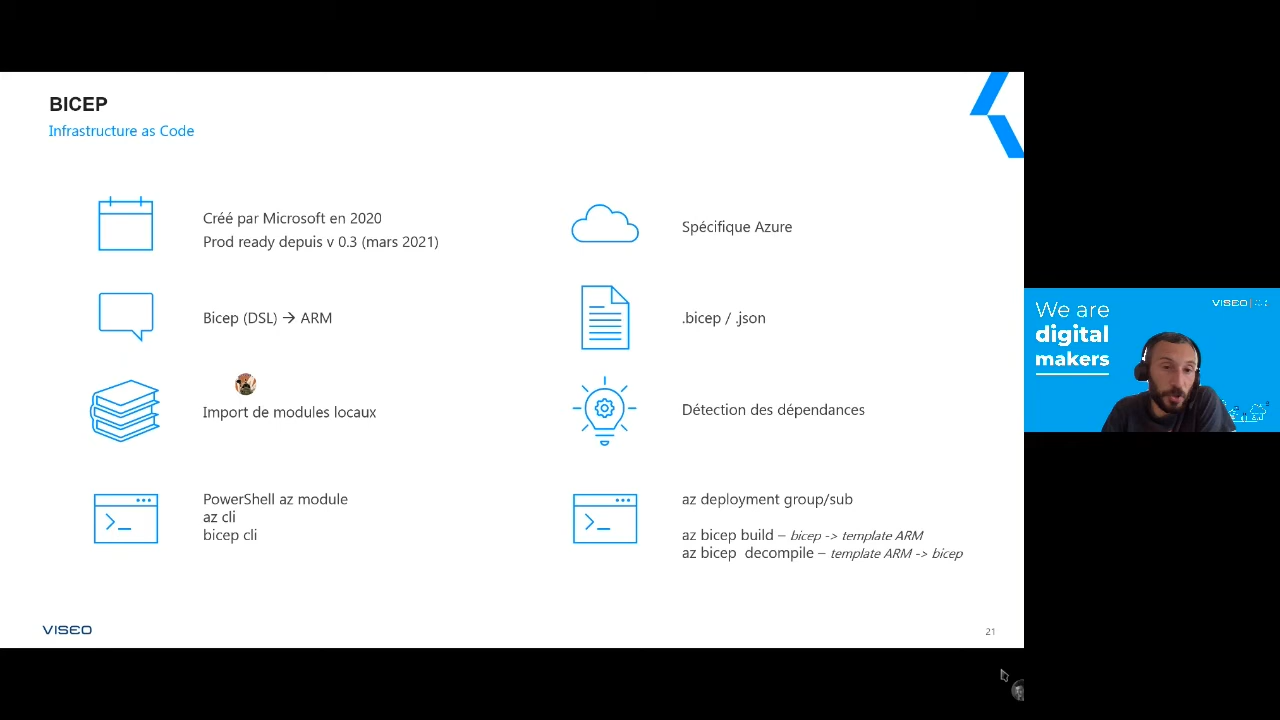 BICEP
Infrastructure as Code
Créé par Microsoft en 2020
Prod ready depuis v 0.3 (mars 2021)
Spécifique Azure
Bicep (DSL) → ARM
.bicep / .json
Import de modules locaux
Détection des dépendances
PowerShell az module
az cli
bicep cli
az deployment group/sub
az bicep build – bicep -> template ARM
az bicep decompile – template ARM -> bicep
VISEO
21
We are
digital
makers
VISEO